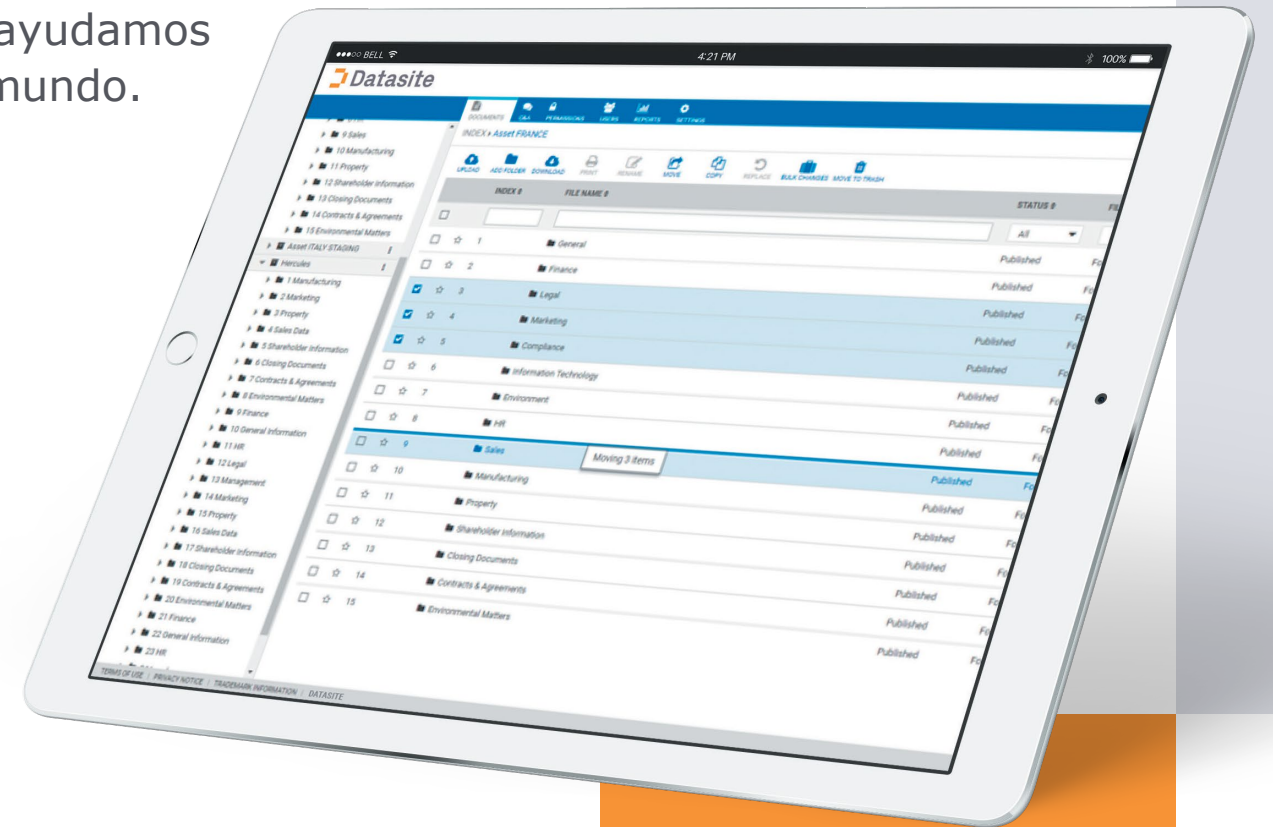 ayudamos
mundo.
BELL 4:21 PM 100%
Datasite
DOCUMENTS Q&A PERMISSIONS USERS REPORTS SETTINGS
INDEX › Asset FRANCE
UPLOAD ADD FOLDER DOWNLOAD PRINT RENAME MOVE COPY REPLACE BULK CHANGES MOVE TO TRASH
INDEX FILE NAME STATUS
All
1 General Published
2 Finance Published
3 Legal Published
4 Marketing Published
5 Compliance Published
6 Information Technology Published
7 Environment Published
8 HR Published
9 Sales Published
Moving 3 items
10 Manufacturing Published
11 Property Published
12 Shareholder Information Published
13 Closing Documents Published
14 Contracts & Agreements Published
15 Environmental Matters Published
9 Sales
10 Manufacturing
11 Property
12 Shareholder Information
13 Closing Documents
14 Contracts & Agreements
15 Environmental Matters
Asset ITALY STAGING
Hercules
1 Manufacturing
2 Marketing
3 Property
4 Sales Data
5 Shareholder Information
6 Closing Documents
7 Contracts & Agreements
8 Environmental Matters
9 Finance
10 General Information
11 HR
12 Legal
13 Management
14 Marketing
15 Property
16 Sales Data
17 Shareholder Information
18 Closing Documents
19 Contracts & Agreements
20 Environmental Matters
21 Finance
22 General Information
23 HR
TERMS OF USE | PRIVACY NOTICE | TRADEMARK INFORMATION | DATASITE